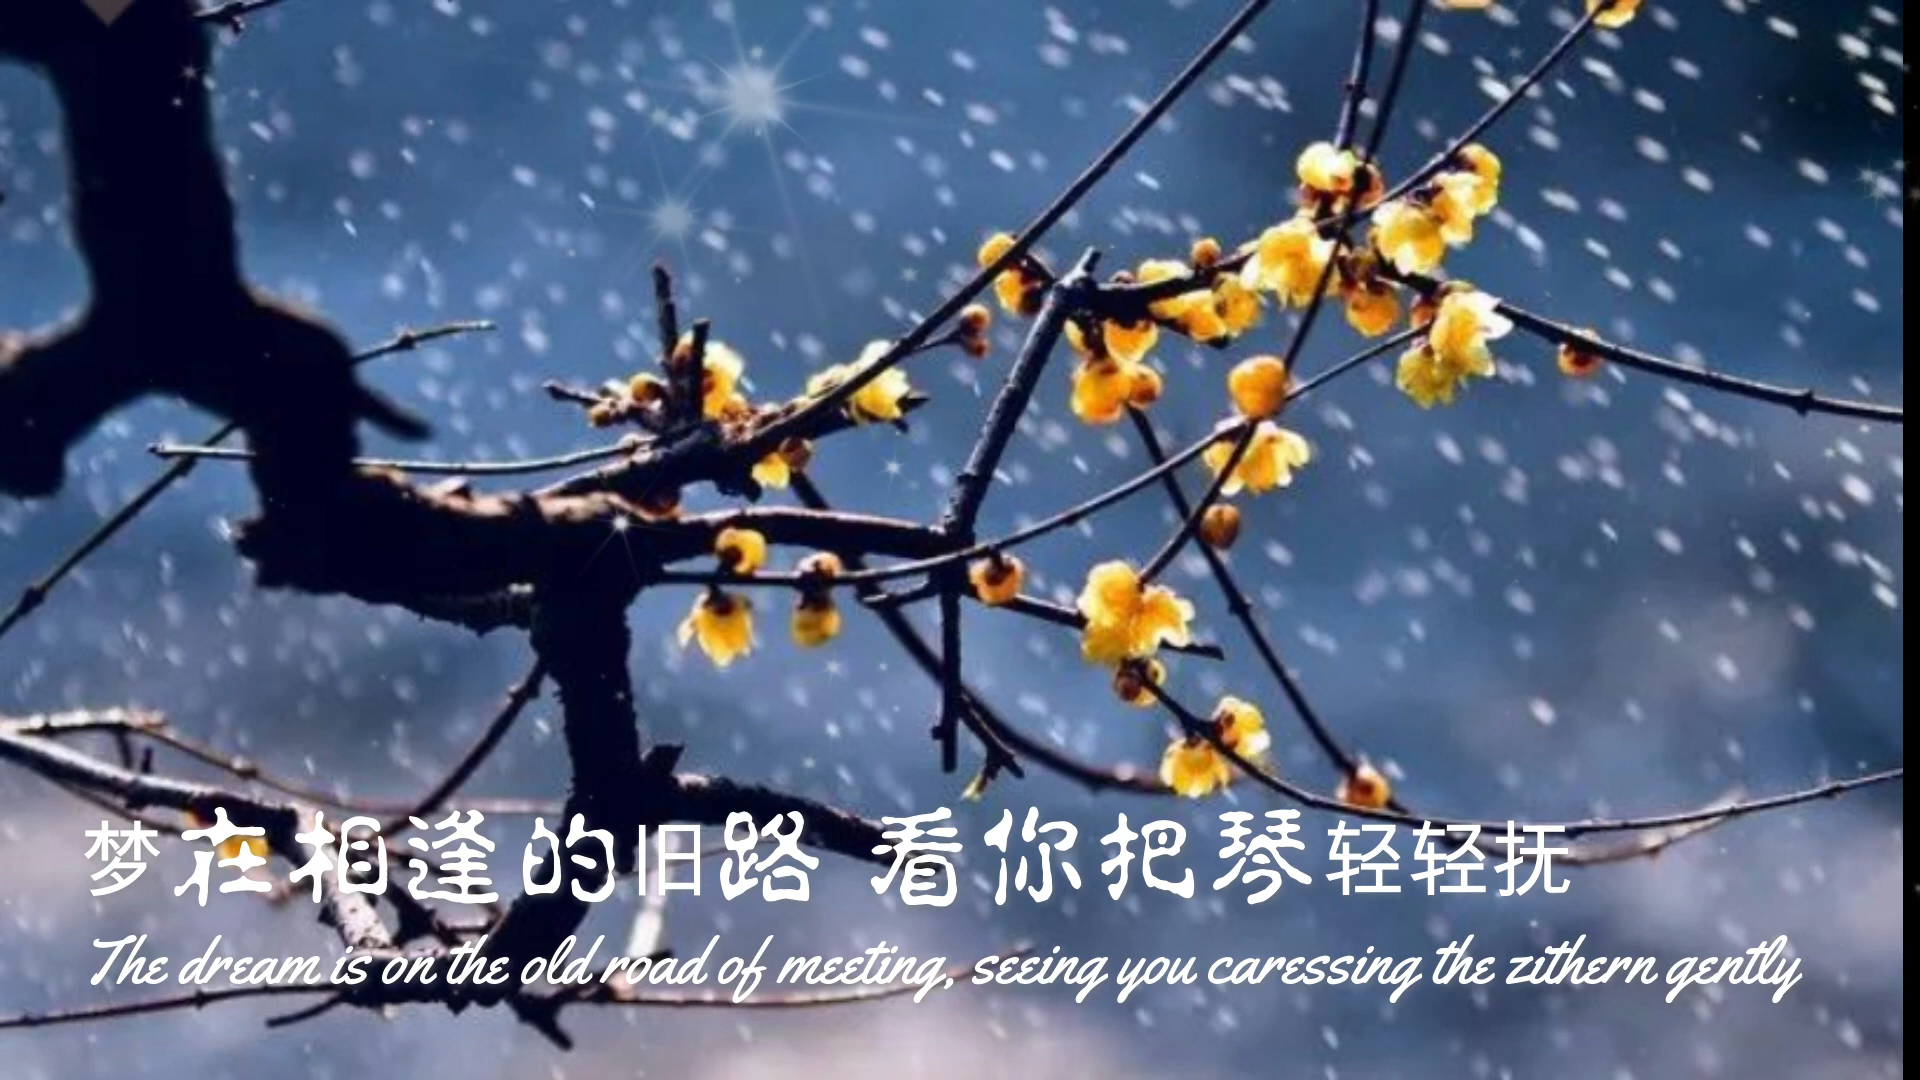 梦在相逢的旧路 看你把琴轻轻抚
The dream is on the old road of meeting, seeing you caressing the zithern gently